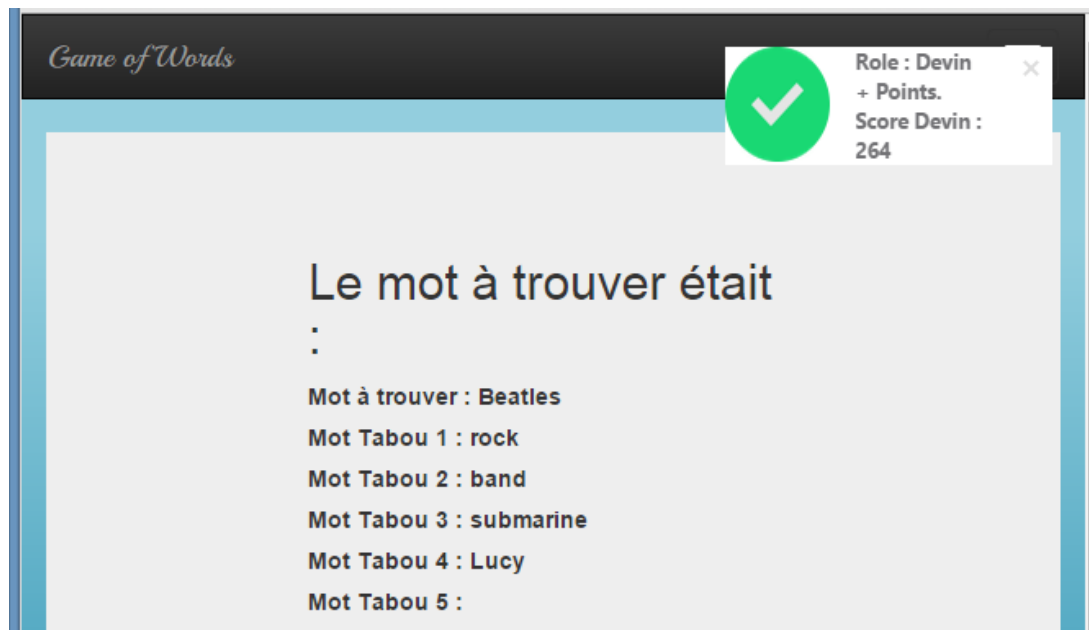 Game of Words
Role : Devin
+ Points.
Score Devin :
264
×
Le mot à trouver était
:
Mot à trouver : Beatles
Mot Tabou 1 : rock
Mot Tabou 2 : band
Mot Tabou 3 : submarine
Mot Tabou 4 : Lucy
Mot Tabou 5 :